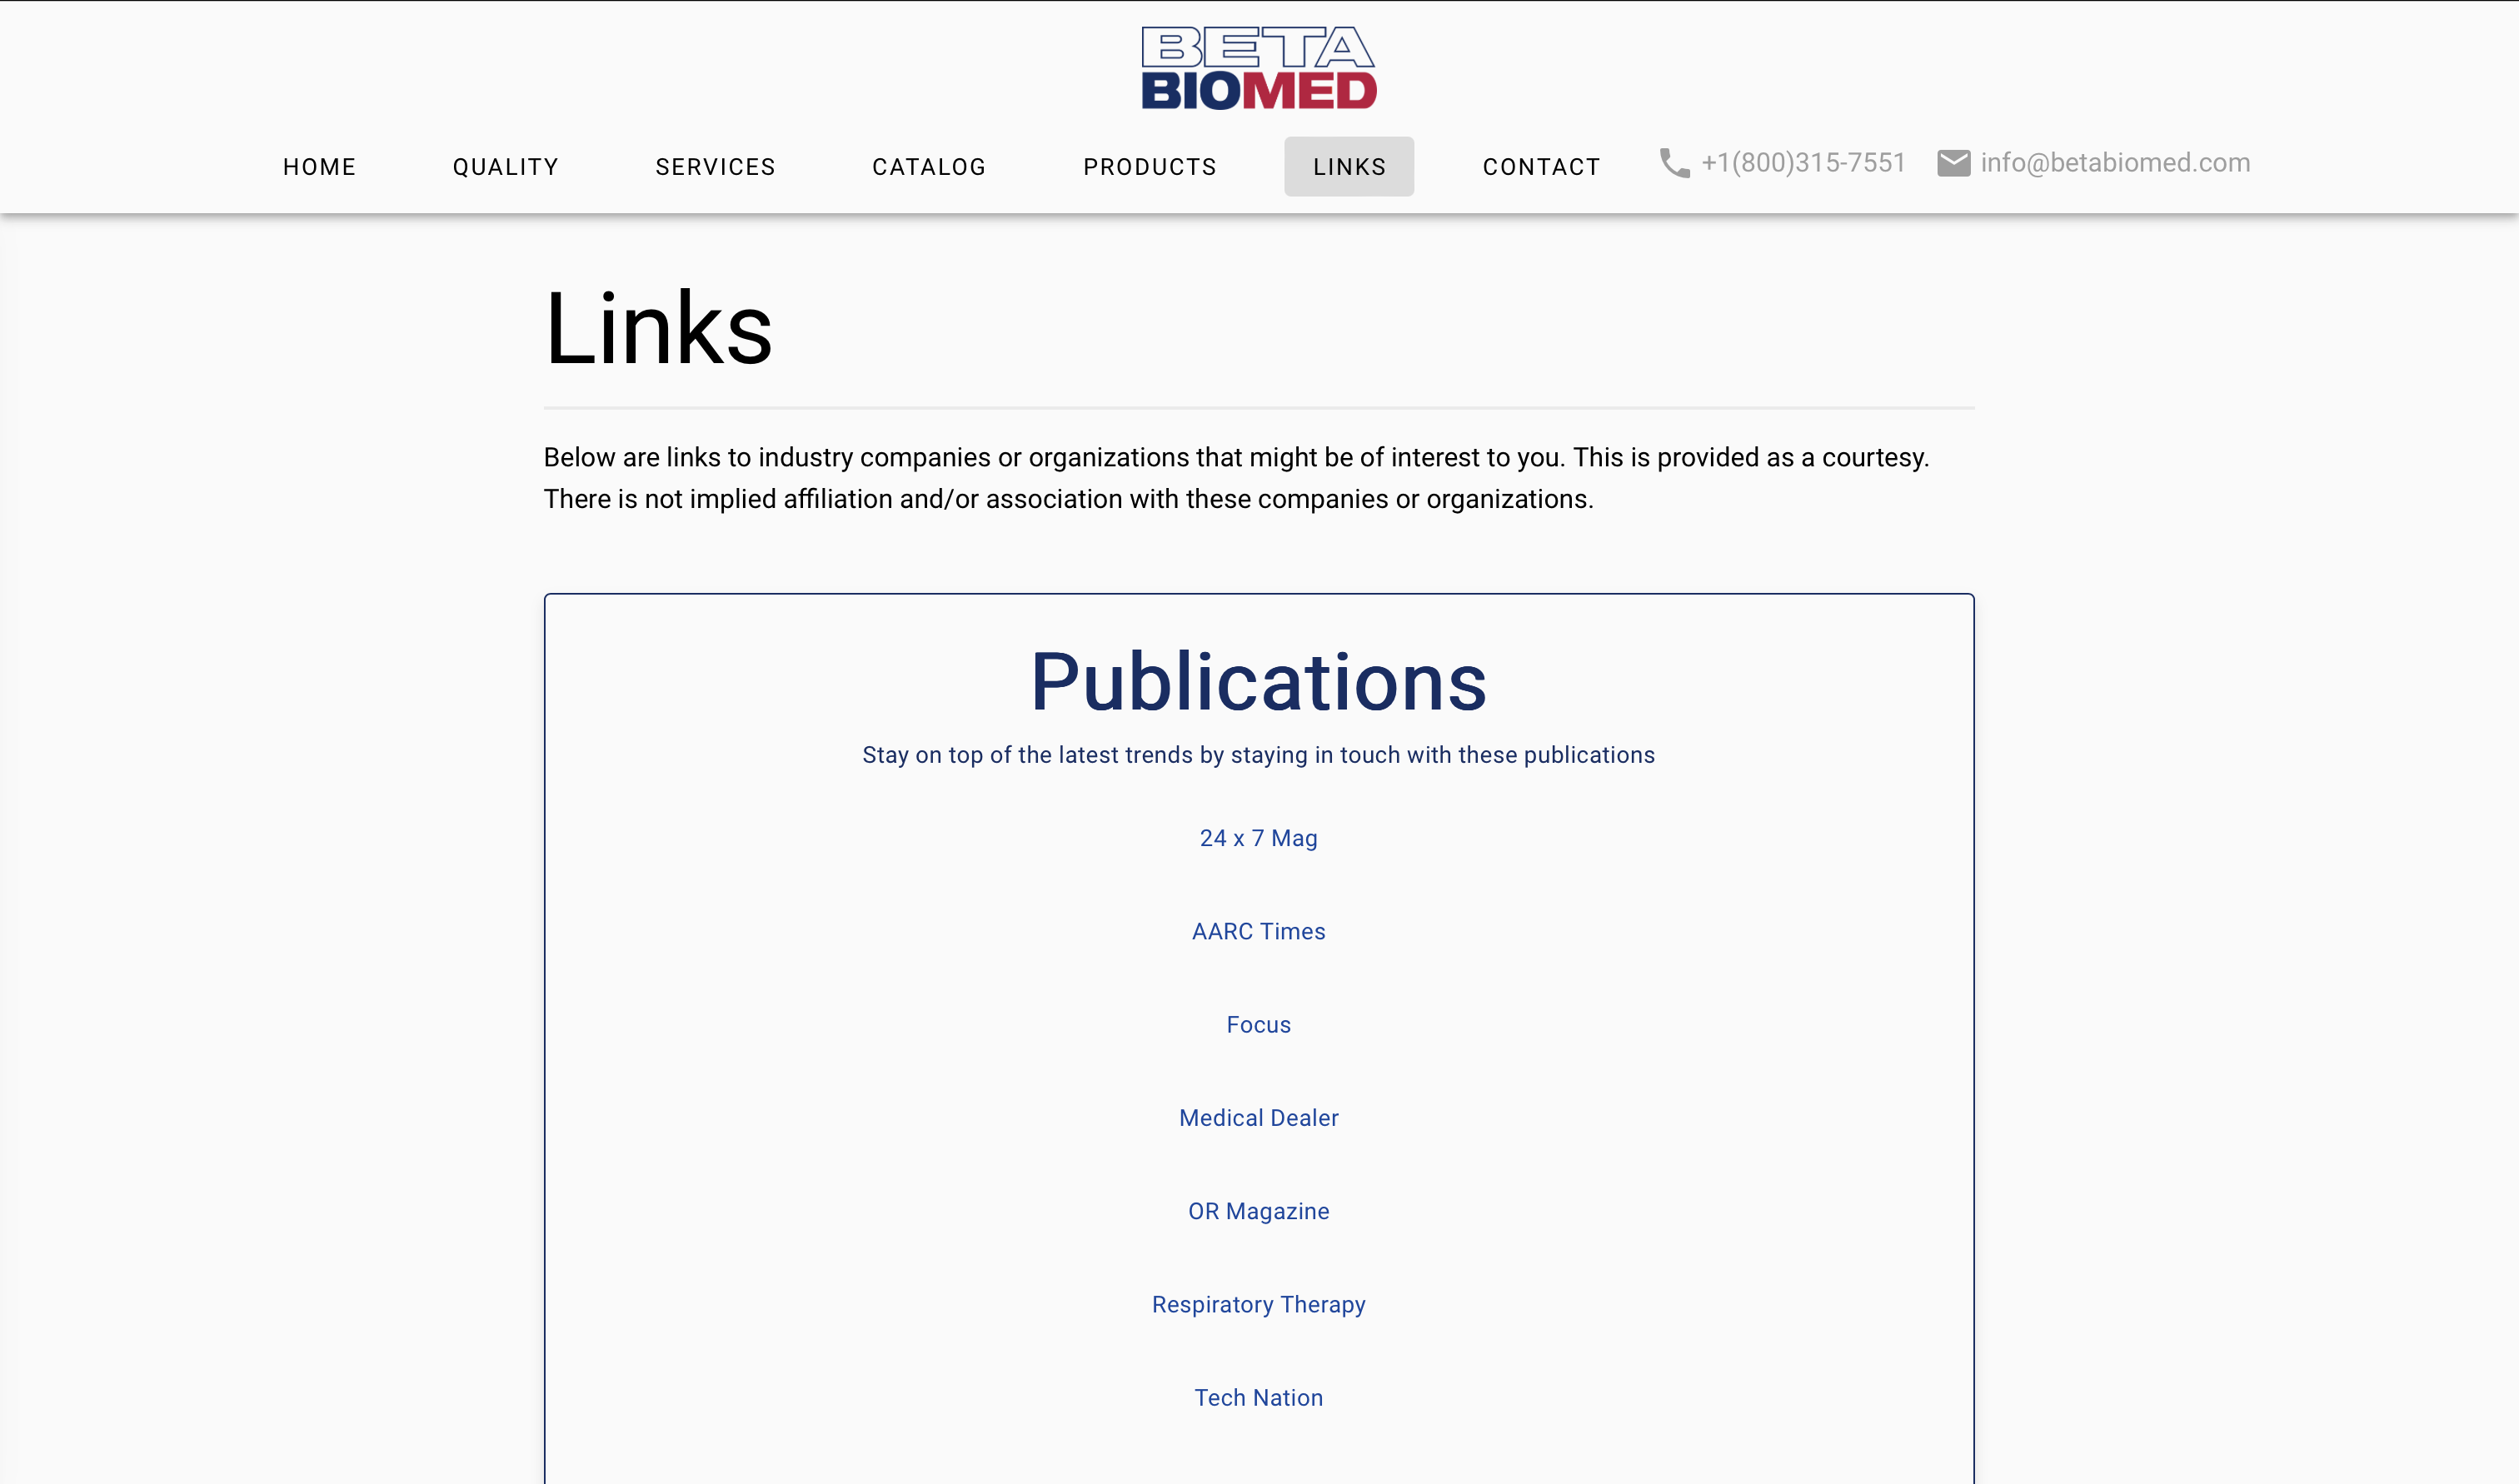 BETA
BIOMED
HOME QUALITY SERVICES CATALOG PRODUCTS LINKS CONTACT +1(800)315-7551 info@betabiomed.com
Links
Below are links to industry companies or organizations that might be of interest to you. This is provided as a courtesy.
There is not implied affiliation and/or association with these companies or organizations.
Publications
Stay on top of the latest trends by staying in touch with these publications
24 x 7 Mag
AARC Times
Focus
Medical Dealer
OR Magazine
Respiratory Therapy
Tech Nation